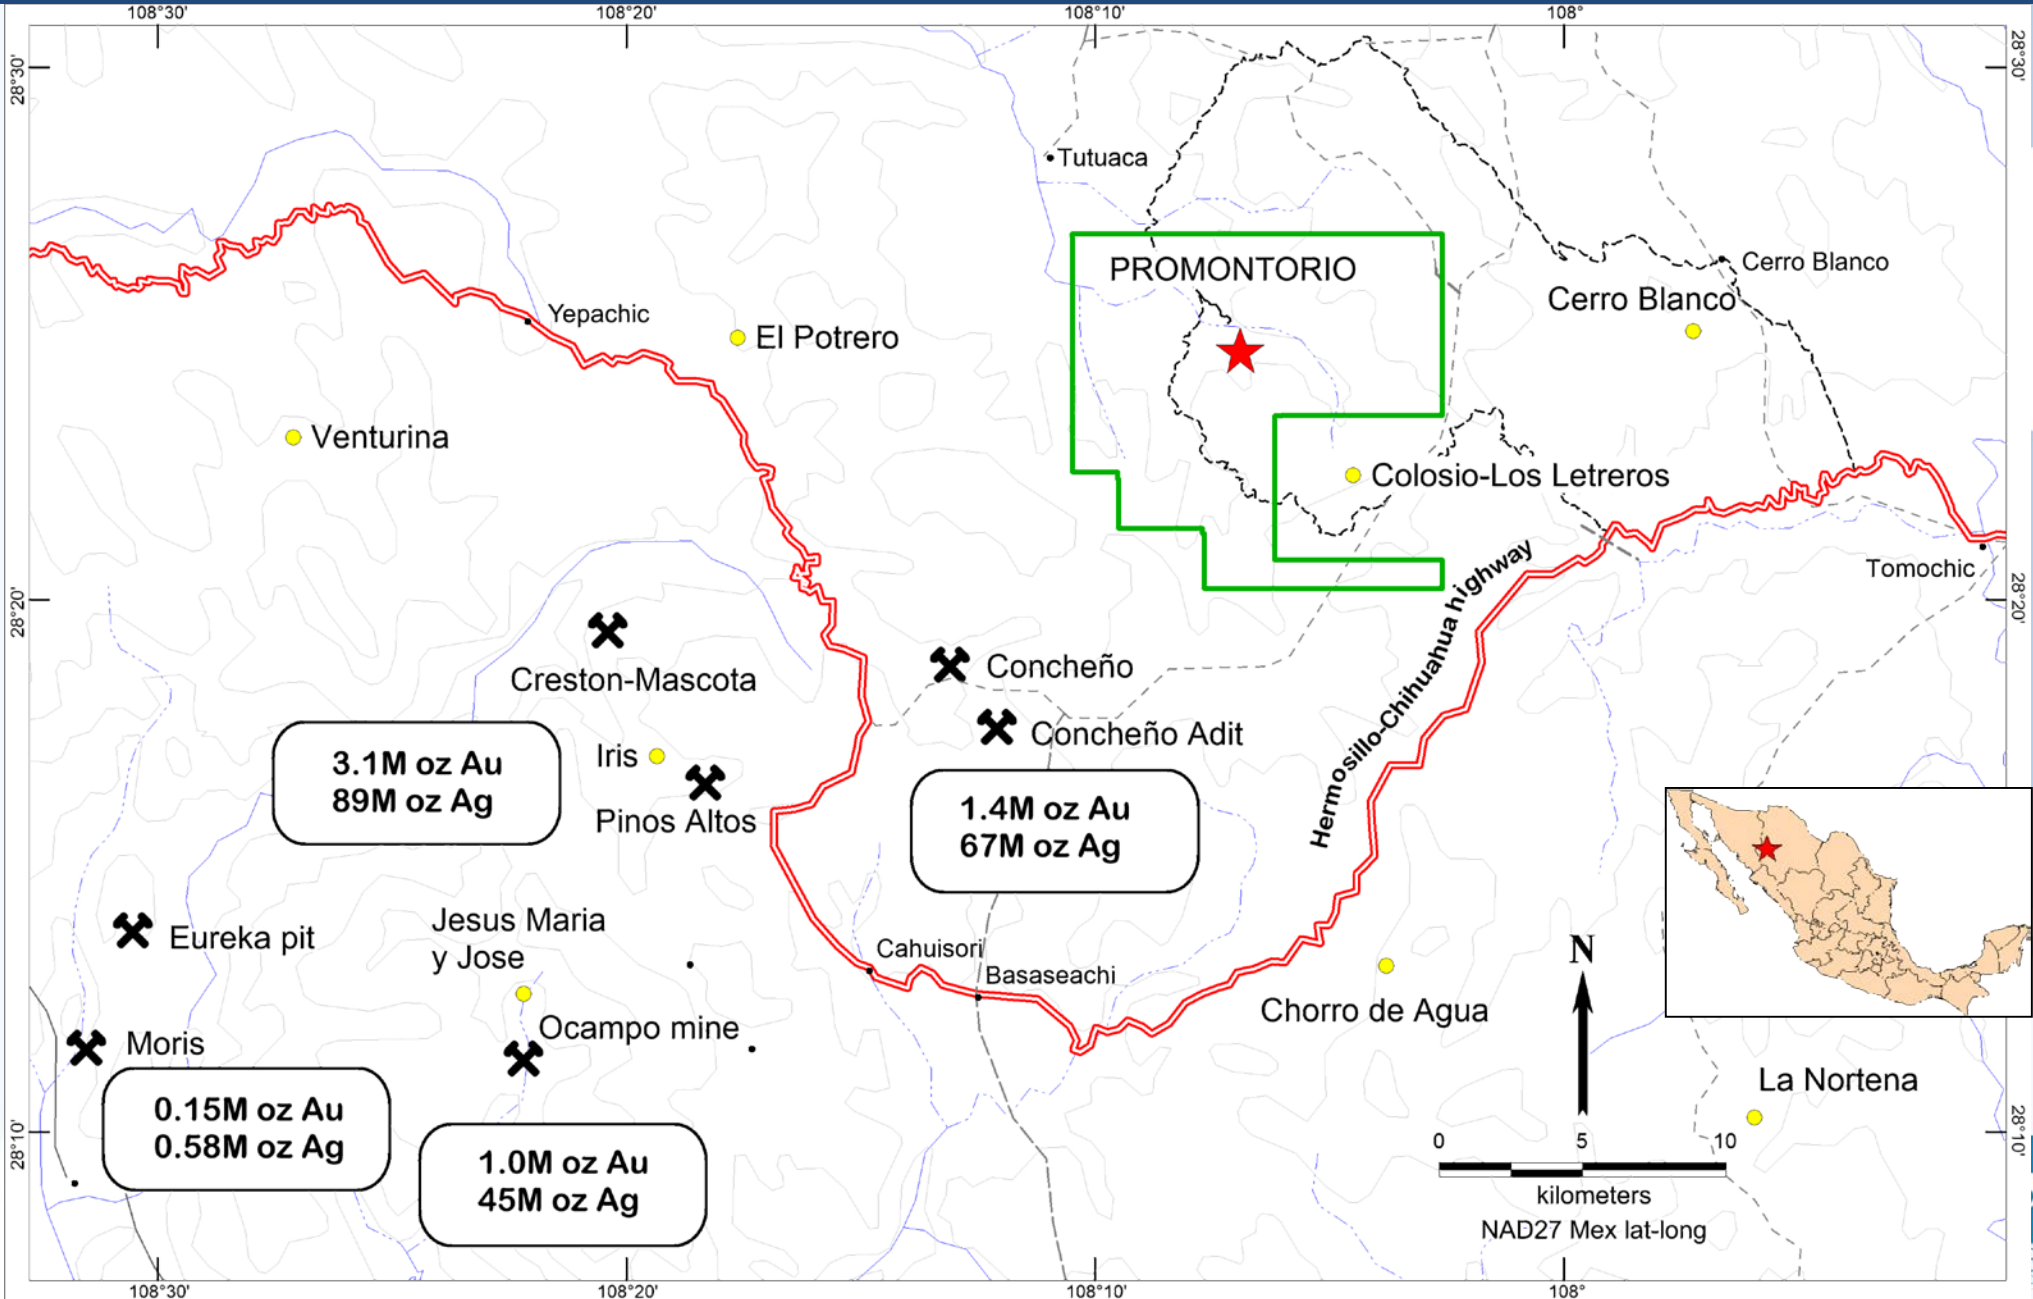 108°30'
108°20'
108°10'
108°
28°30'
28°30'
Tutuaca
PROMONTORIO
Cerro Blanco
Cerro Blanco
Yepachic
El Potrero
Venturina
Colosio-Los Letreros
Tomochic
28°20'
28°20'
Hermosillo-Chihuahua highway
Creston-Mascota
Concheño
Concheño Adit
Iris
3.1M oz Au
89M oz Ag
Pinos Altos
1.4M oz Au
67M oz Ag
Eureka pit
Jesus Maria
y Jose
Cahuisori
Basaseachi
N
Chorro de Agua
Ocampo mine
Moris
La Nortena
0.15M oz Au
0.58M oz Ag
1.0M oz Au
45M oz Ag
28°10'
28°10'
0 5 10
kilometers
NAD27 Mex lat-long
108°30'
108°20'
108°10'
108°